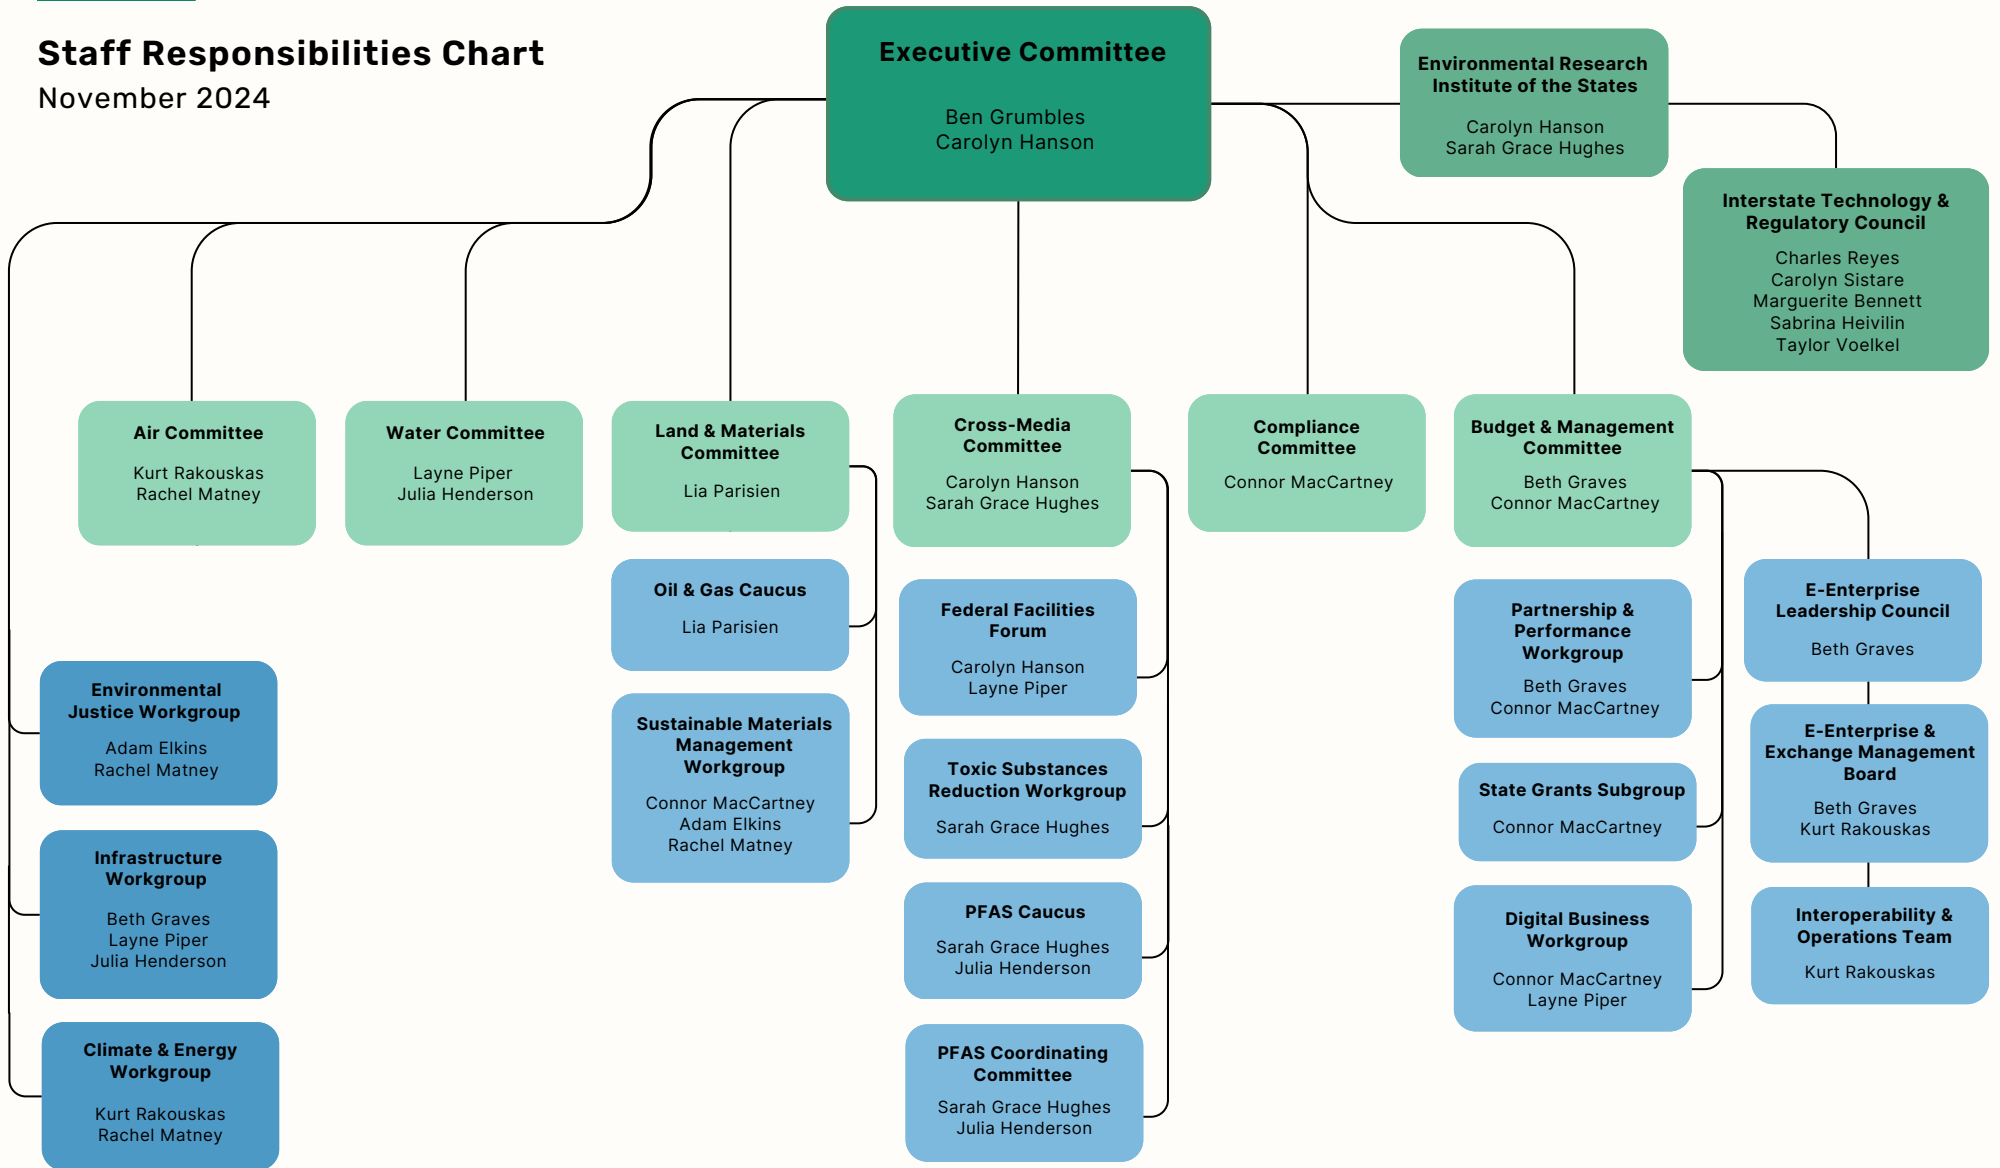 Staff Responsibilities Chart
November 2024
Executive Committee
Ben Grumbles
Carolyn Hanson
Environmental Research
Institute of the States
Carolyn Hanson
Sarah Grace Hughes
Interstate Technology &
Regulatory Council
Charles Reyes
Carolyn Sistare
Marguerite Bennett
Sabrina Heivilin
Taylor Voelkel
Air Committee
Kurt Rakouskas
Rachel Matney
Water Committee
Layne Piper
Julia Henderson
Land & Materials
Committee
Lia Parisien
Cross-Media
Committee
Carolyn Hanson
Sarah Grace Hughes
Compliance
Committee
Connor MacCartney
Budget & Management
Committee
Beth Graves
Connor MacCartney
Environmental
Justice Workgroup
Adam Elkins
Rachel Matney
Infrastructure
Workgroup
Beth Graves
Layne Piper
Julia Henderson
Climate & Energy
Workgroup
Kurt Rakouskas
Rachel Matney
Oil & Gas Caucus
Lia Parisien
Sustainable Materials
Management
Workgroup
Connor MacCartney
Adam Elkins
Rachel Matney
Federal Facilities
Forum
Carolyn Hanson
Layne Piper
Toxic Substances
Reduction Workgroup
Sarah Grace Hughes
PFAS Caucus
Sarah Grace Hughes
Julia Henderson
PFAS Coordinating
Committee
Sarah Grace Hughes
Julia Henderson
Partnership &
Performance
Workgroup
Beth Graves
Connor MacCartney
State Grants Subgroup
Connor MacCartney
Digital Business
Workgroup
Connor MacCartney
Layne Piper
E-Enterprise
Leadership Council
Beth Graves
E-Enterprise &
Exchange Management
Board
Beth Graves
Kurt Rakouskas
Interoperability &
Operations Team
Kurt Rakouskas